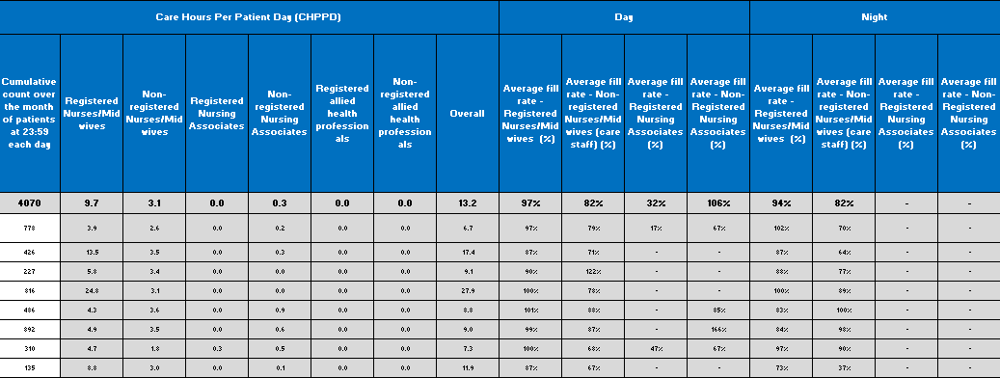 Care Hours Per Patient Day (CHPPD) Day Night
Cumulative count over the month of patients at 23:59 each day Registered Nurses/Midwives Non-registered Nurses/Midwives Registered Nursing Associates Non-registered Nursing Associates Registered allied health professionals Non-registered allied health professionals Overall Average fill rate - Registered Nurses/Midwives (%) Average fill rate - Non-registered Nurses/Midwives (care staff) (%) Average fill rate - Registered Nursing Associates (%) Average fill rate - Non-Registered Nursing Associates (%) Average fill rate - Registered Nurses/Midwives (%) Average fill rate - Non-registered Nurses/Midwives (care staff) (%) Average fill rate - Registered Nursing Associates (%) Average fill rate - Non-Registered Nursing Associates (%)
4070 9.7 3.1 0.0 0.3 0.0 0.0 13.2 97% 82% 32% 106% 94% 82% - -
778 3.9 2.6 0.0 0.2 0.0 0.0 6.7 97% 79% 17% 67% 102% 70% - -
426 13.5 3.5 0.0 0.3 0.0 0.0 17.4 87% 71% - - 87% 64% - -
227 5.8 3.4 0.0 0.0 0.0 0.0 9.1 90% 122% - - 88% 77% - -
816 24.8 3.1 0.0 0.0 0.0 0.0 27.9 100% 78% - - 100% 89% - -
486 4.3 3.6 0.0 0.9 0.0 0.0 8.8 101% 88% - 85% 83% 100% - -
892 4.9 3.5 0.0 0.6 0.0 0.0 9.0 99% 87% - 166% 84% 98% - -
310 4.7 1.8 0.3 0.5 0.0 0.0 7.3 100% 68% 47% 67% 97% 90% - -
135 8.8 3.0 0.0 0.1 0.0 0.0 11.9 87% 67% - - 73% 37% - -